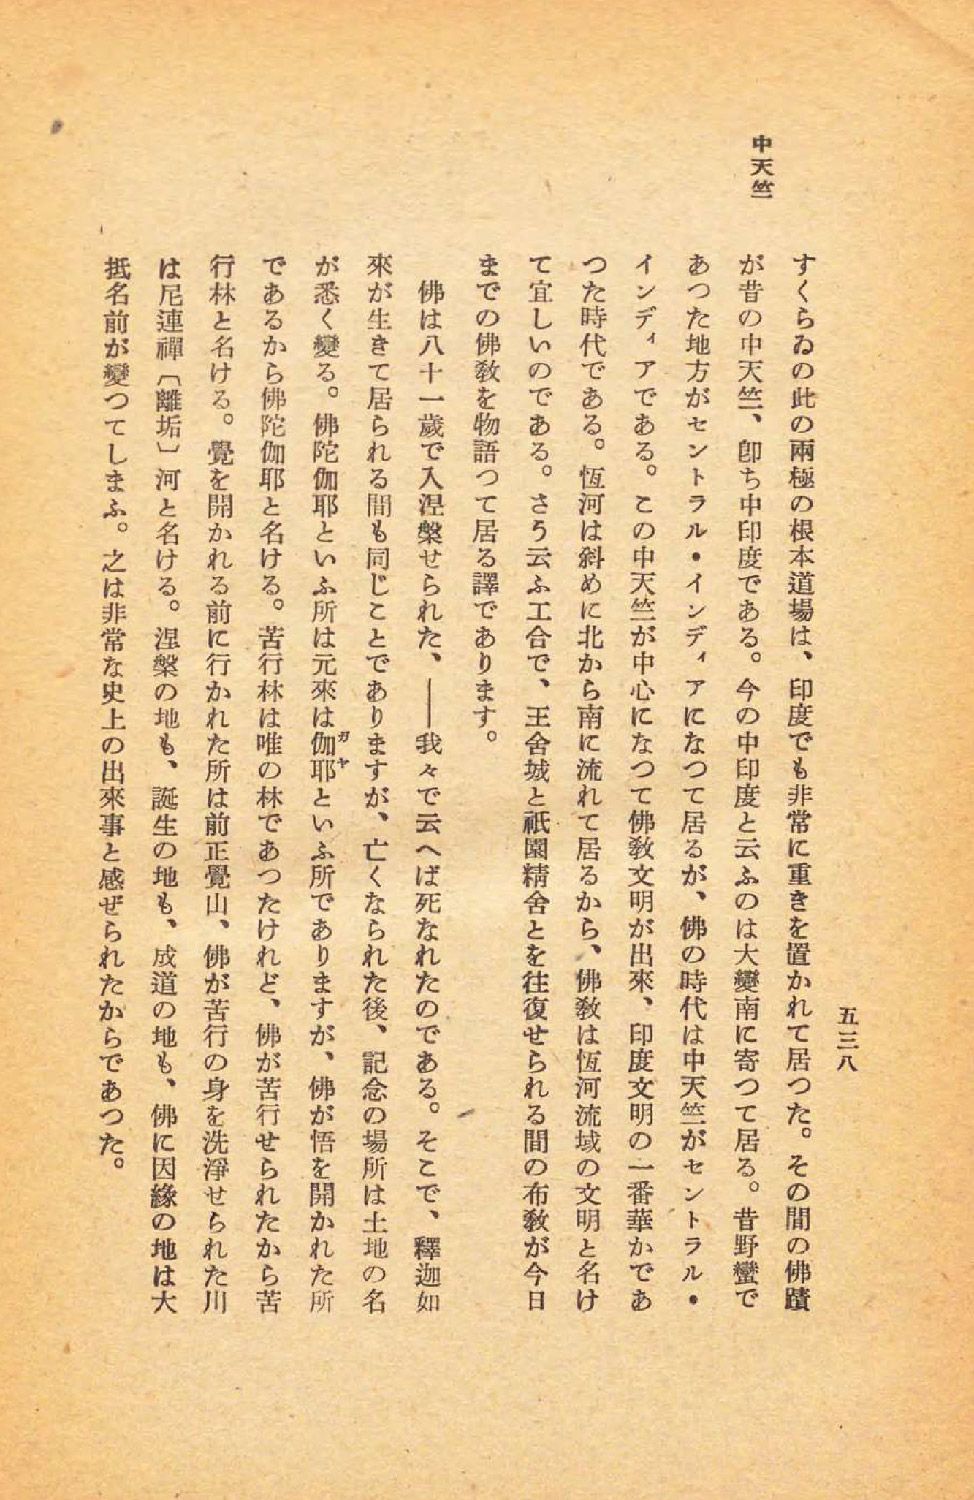 五三八
中天竺
すくらゐの此の兩極の根本道場は、印度でも非常に重きを置かれて居つた。その間の佛蹟
が昔の中天竺、卽ち中印度である。今の中印度と云ふのは大變南に寄つて居る。昔野蠻で
あつた地方がセントラル・インディアになつて居るが、佛の時代は中天竺がセントラル・
インディアである。この中天竺が中心になつて佛敎文明が出來、印度文明の一番華かであ
つた時代である。恆河は斜めに北から南に流れて居るから、佛敎は恆河流域の文明と名け
て宜しいのである。さう云ふ工合で、王舍城と祇園精舍とを往復せられる間の布敎が今日
までの佛敎を物語つて居る譯であります。
佛は八十一歲で入涅槃せられた、――我々で云へば死なれたのである。そこで、釋迦如
來が生きて居られる間も同じことでありますが、亡くなられた後、記念の場所は土地の名
が悉く變る。佛陀伽耶といふ所は元來は伽耶ガヤといふ所でありますが、佛が悟を開かれた所
であるから佛陀伽耶と名ける。苦行林は唯の林であつたけれど、佛が苦行せられたから苦
行林と名ける。覺を開かれる前に行かれた所は前正覺山、佛が苦行の身を洗淨せられた川
は尼連禪〔離垢〕河と名ける。涅槃の地も、誕生の地も、成道の地も、佛に因緣の地は大
抵名前が變つてしまふ。之は非常な史上の出來事と感ぜられたからであつた。